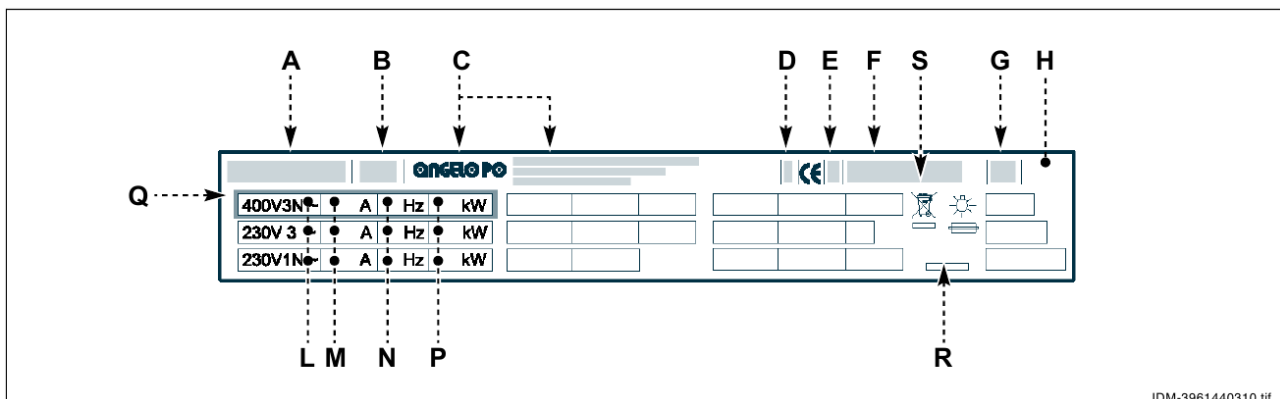 A B C D E F S G H
ANGELO PO CE
Q
400V3N~ A Hz kW
230V 3 ~ A Hz kW
230V1N~ A Hz kW
L M N P R
IDM-3961440310.tif